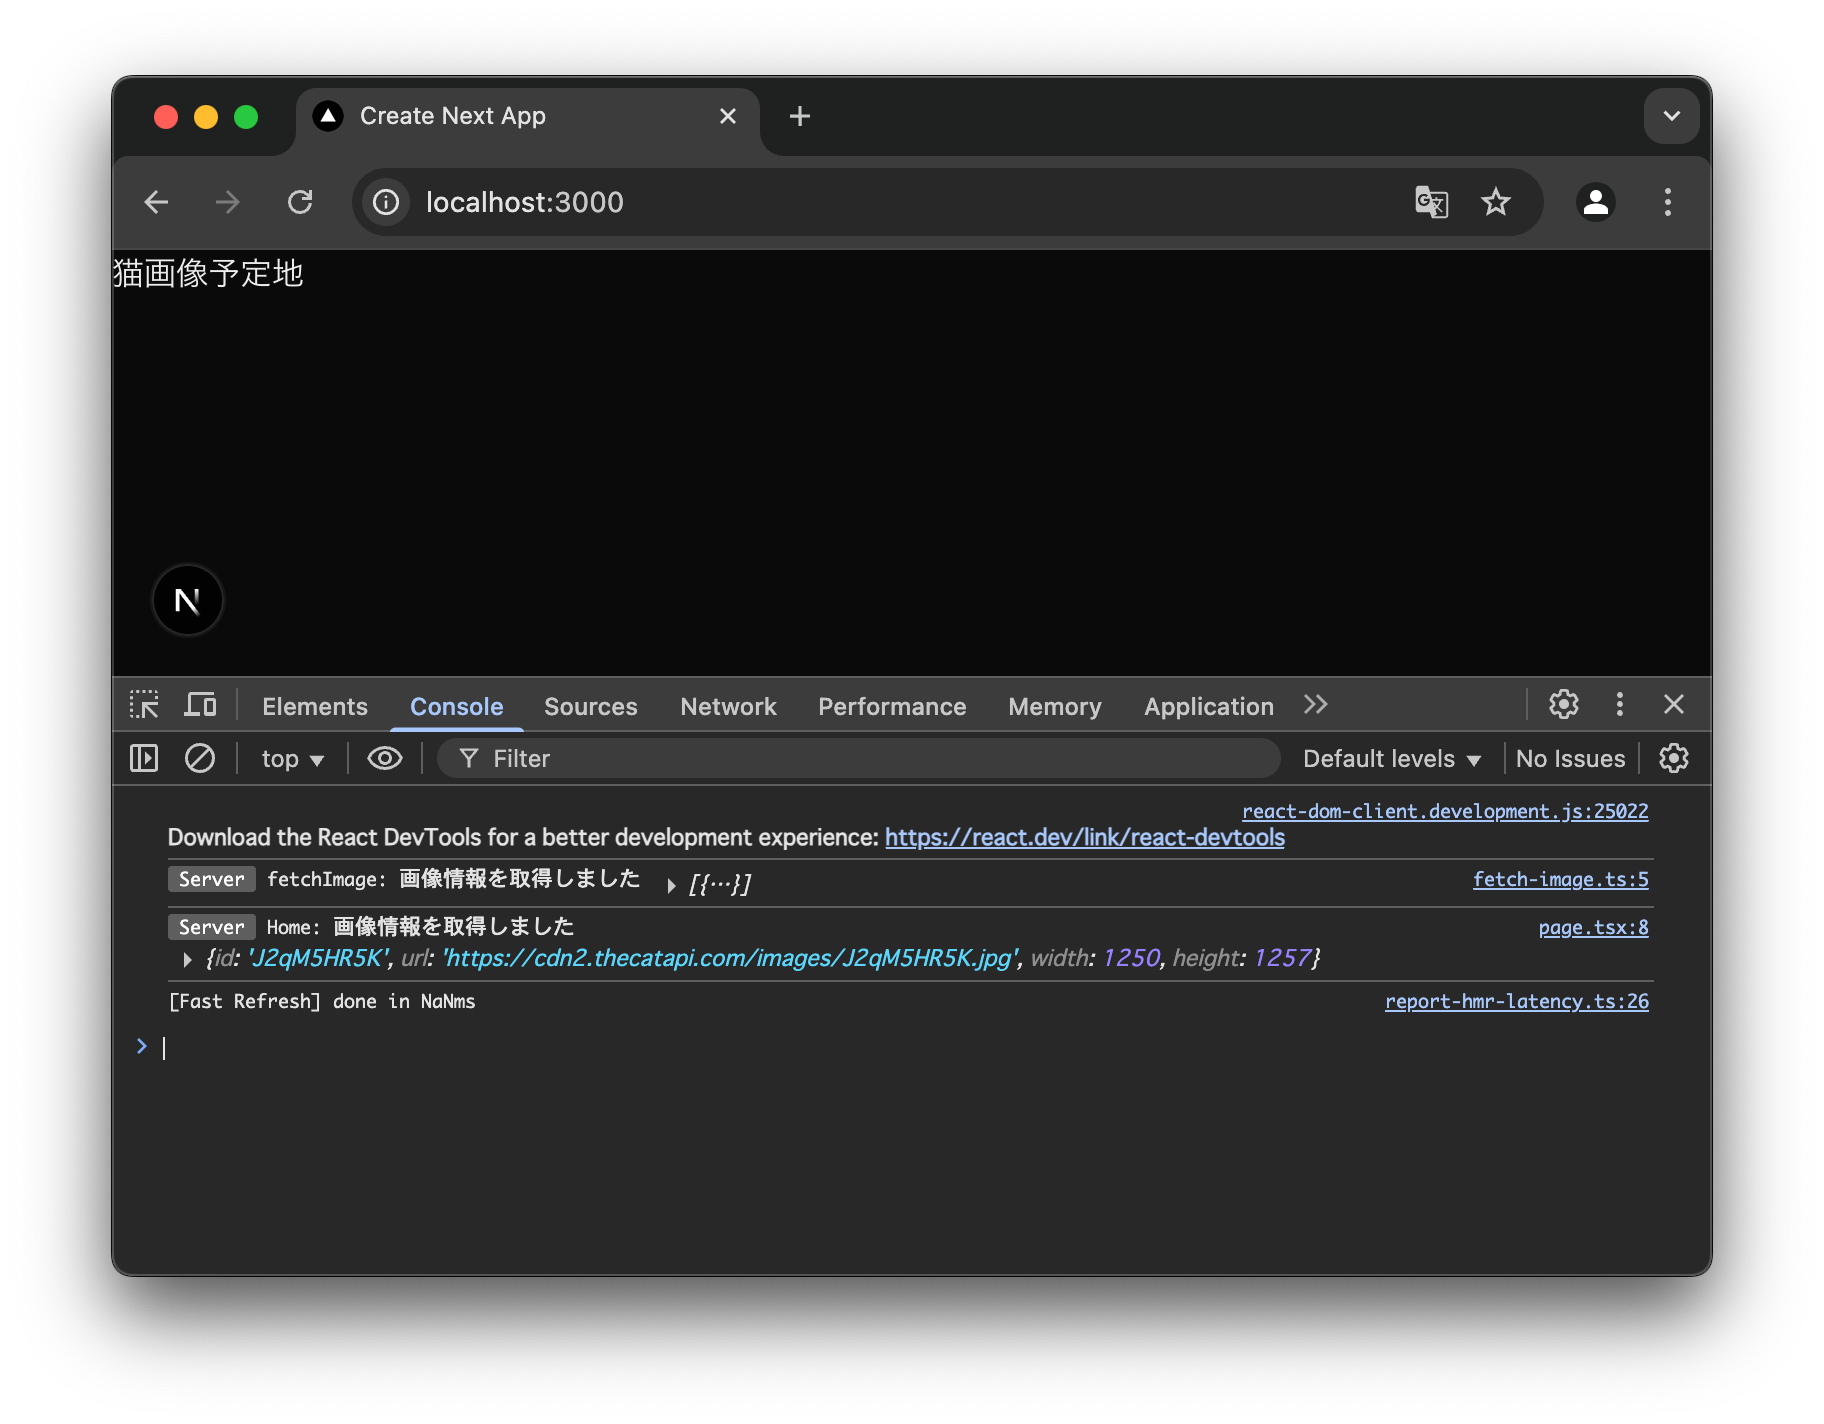 Create Next App
localhost:3000
猫画像予定地
N
Elements Console Sources Network Performance Memory Application
top Filter Default levels No Issues
react-dom-client.development.js:25022
Download the React DevTools for a better development experience: https://react.dev/link/react-devtools
Server fetchImage: 画像情報を取得しました [{…}] fetch-image.ts:5
Server Home: 画像情報を取得しました page.tsx:8
{id: 'J2qM5HR5K', url: 'https://cdn2.thecatapi.com/images/J2qM5HR5K.jpg', width: 1250, height: 1257}
[Fast Refresh] done in NaNms report-hmr-latency.ts:26